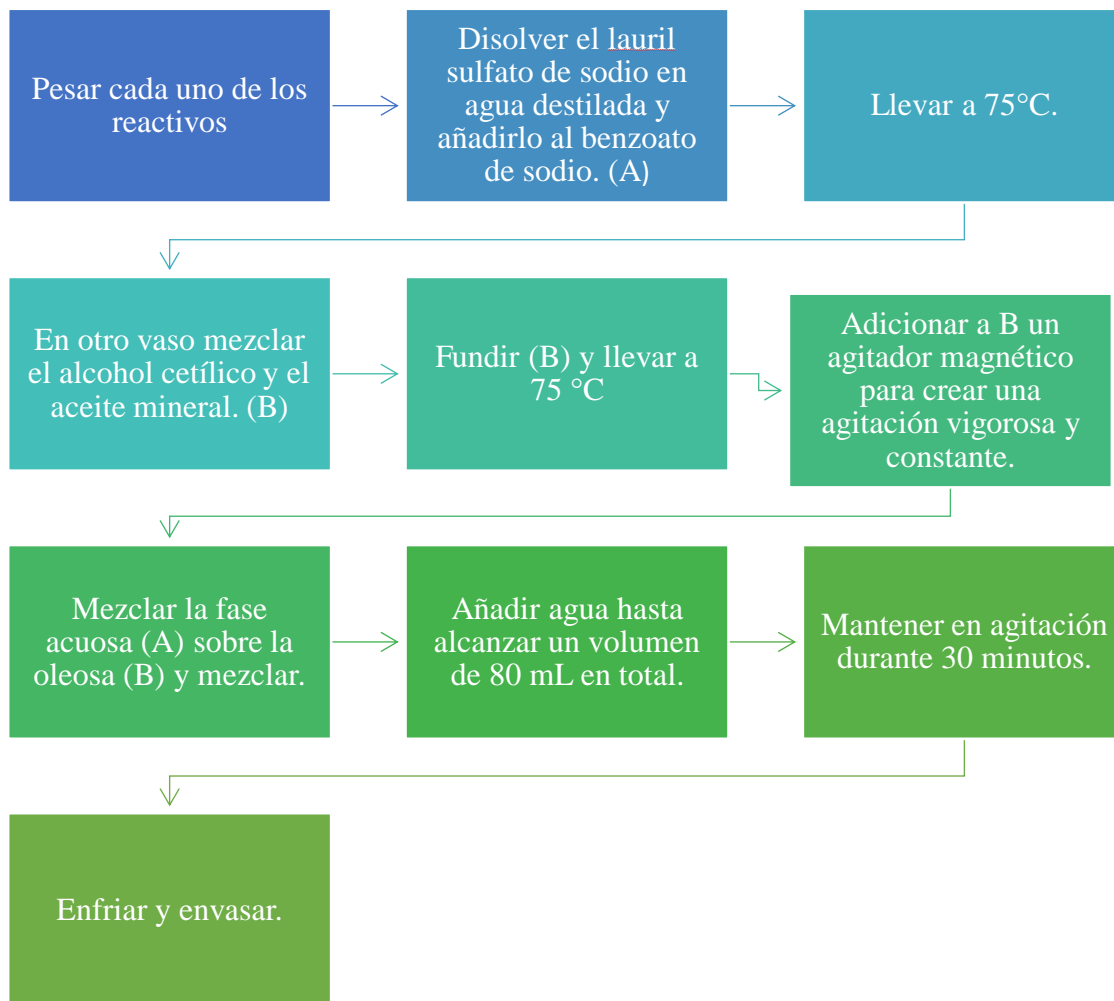 Pesar cada uno de los
reactivos
Disolver el lauril
sulfato de sodio en
agua destilada y
añadirlo al benzoato
de sodio. (A)
Llevar a 75°C.
En otro vaso mezclar
el alcohol cetílico y el
aceite mineral. (B)
Fundir (B) y llevar a
75 °C
Adicionar a B un
agitador magnético
para crear una
agitación vigorosa y
constante.
Mezclar la fase
acuosa (A) sobre la
oleosa (B) y mezclar.
Añadir agua hasta
alcanzar un volumen
de 80 mL en total.
Mantener en agitación
durante 30 minutos.
Enfriar y envasar.